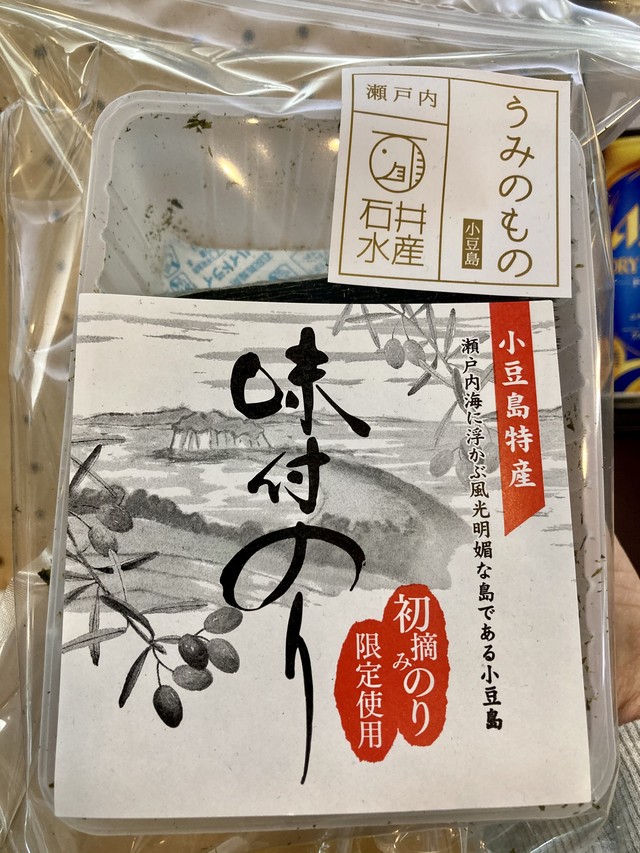 うみのもの
小豆島
瀬戸内
石井
水産
小豆島特産
瀬戸内海に浮かぶ風光明媚な島である小豆島
味付のり
初摘みのり
限定使用